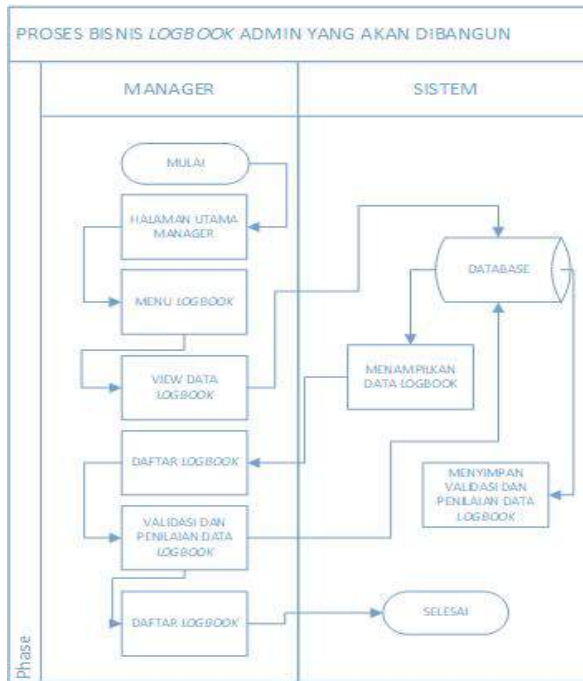 PROSES BISNIS LOGBOOK ADMIN YANG AKAN DIBANGUN
MANAGER
SISTEM
MULAI
HALAMAN UTAMA
MANAGER
DATABASE
MENU LOGBOOK
VIEW DATA
LOGBOOK
MENAMPILKAN
DATA LOGBOOK
DAFTAR LOGBOOK
MENYIMPAN
VALIDASI DAN
PENILAIAN DATA
LOGBOOK
VALIDASI DAN
PENILAIAN DATA
LOGBOOK
DAFTAR LOGBOOK
SELESAI
Phase